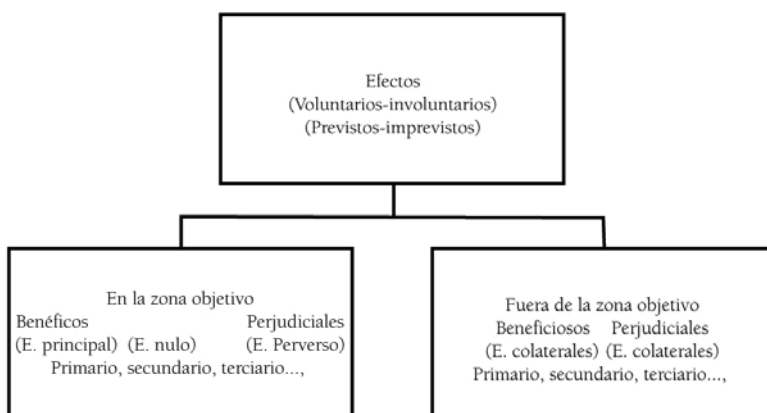 Efectos
(Voluntarios-involuntarios)
(Previstos-imprevistos)
En la zona objetivo
Benéficos Perjudiciales
(E. principal) (E. nulo) (E. Perverso)
Primario, secundario, terciario...,
Fuera de la zona objetivo
Beneficiosos Perjudiciales
(E. colaterales) (E. colaterales)
Primario, secundario, terciario...,